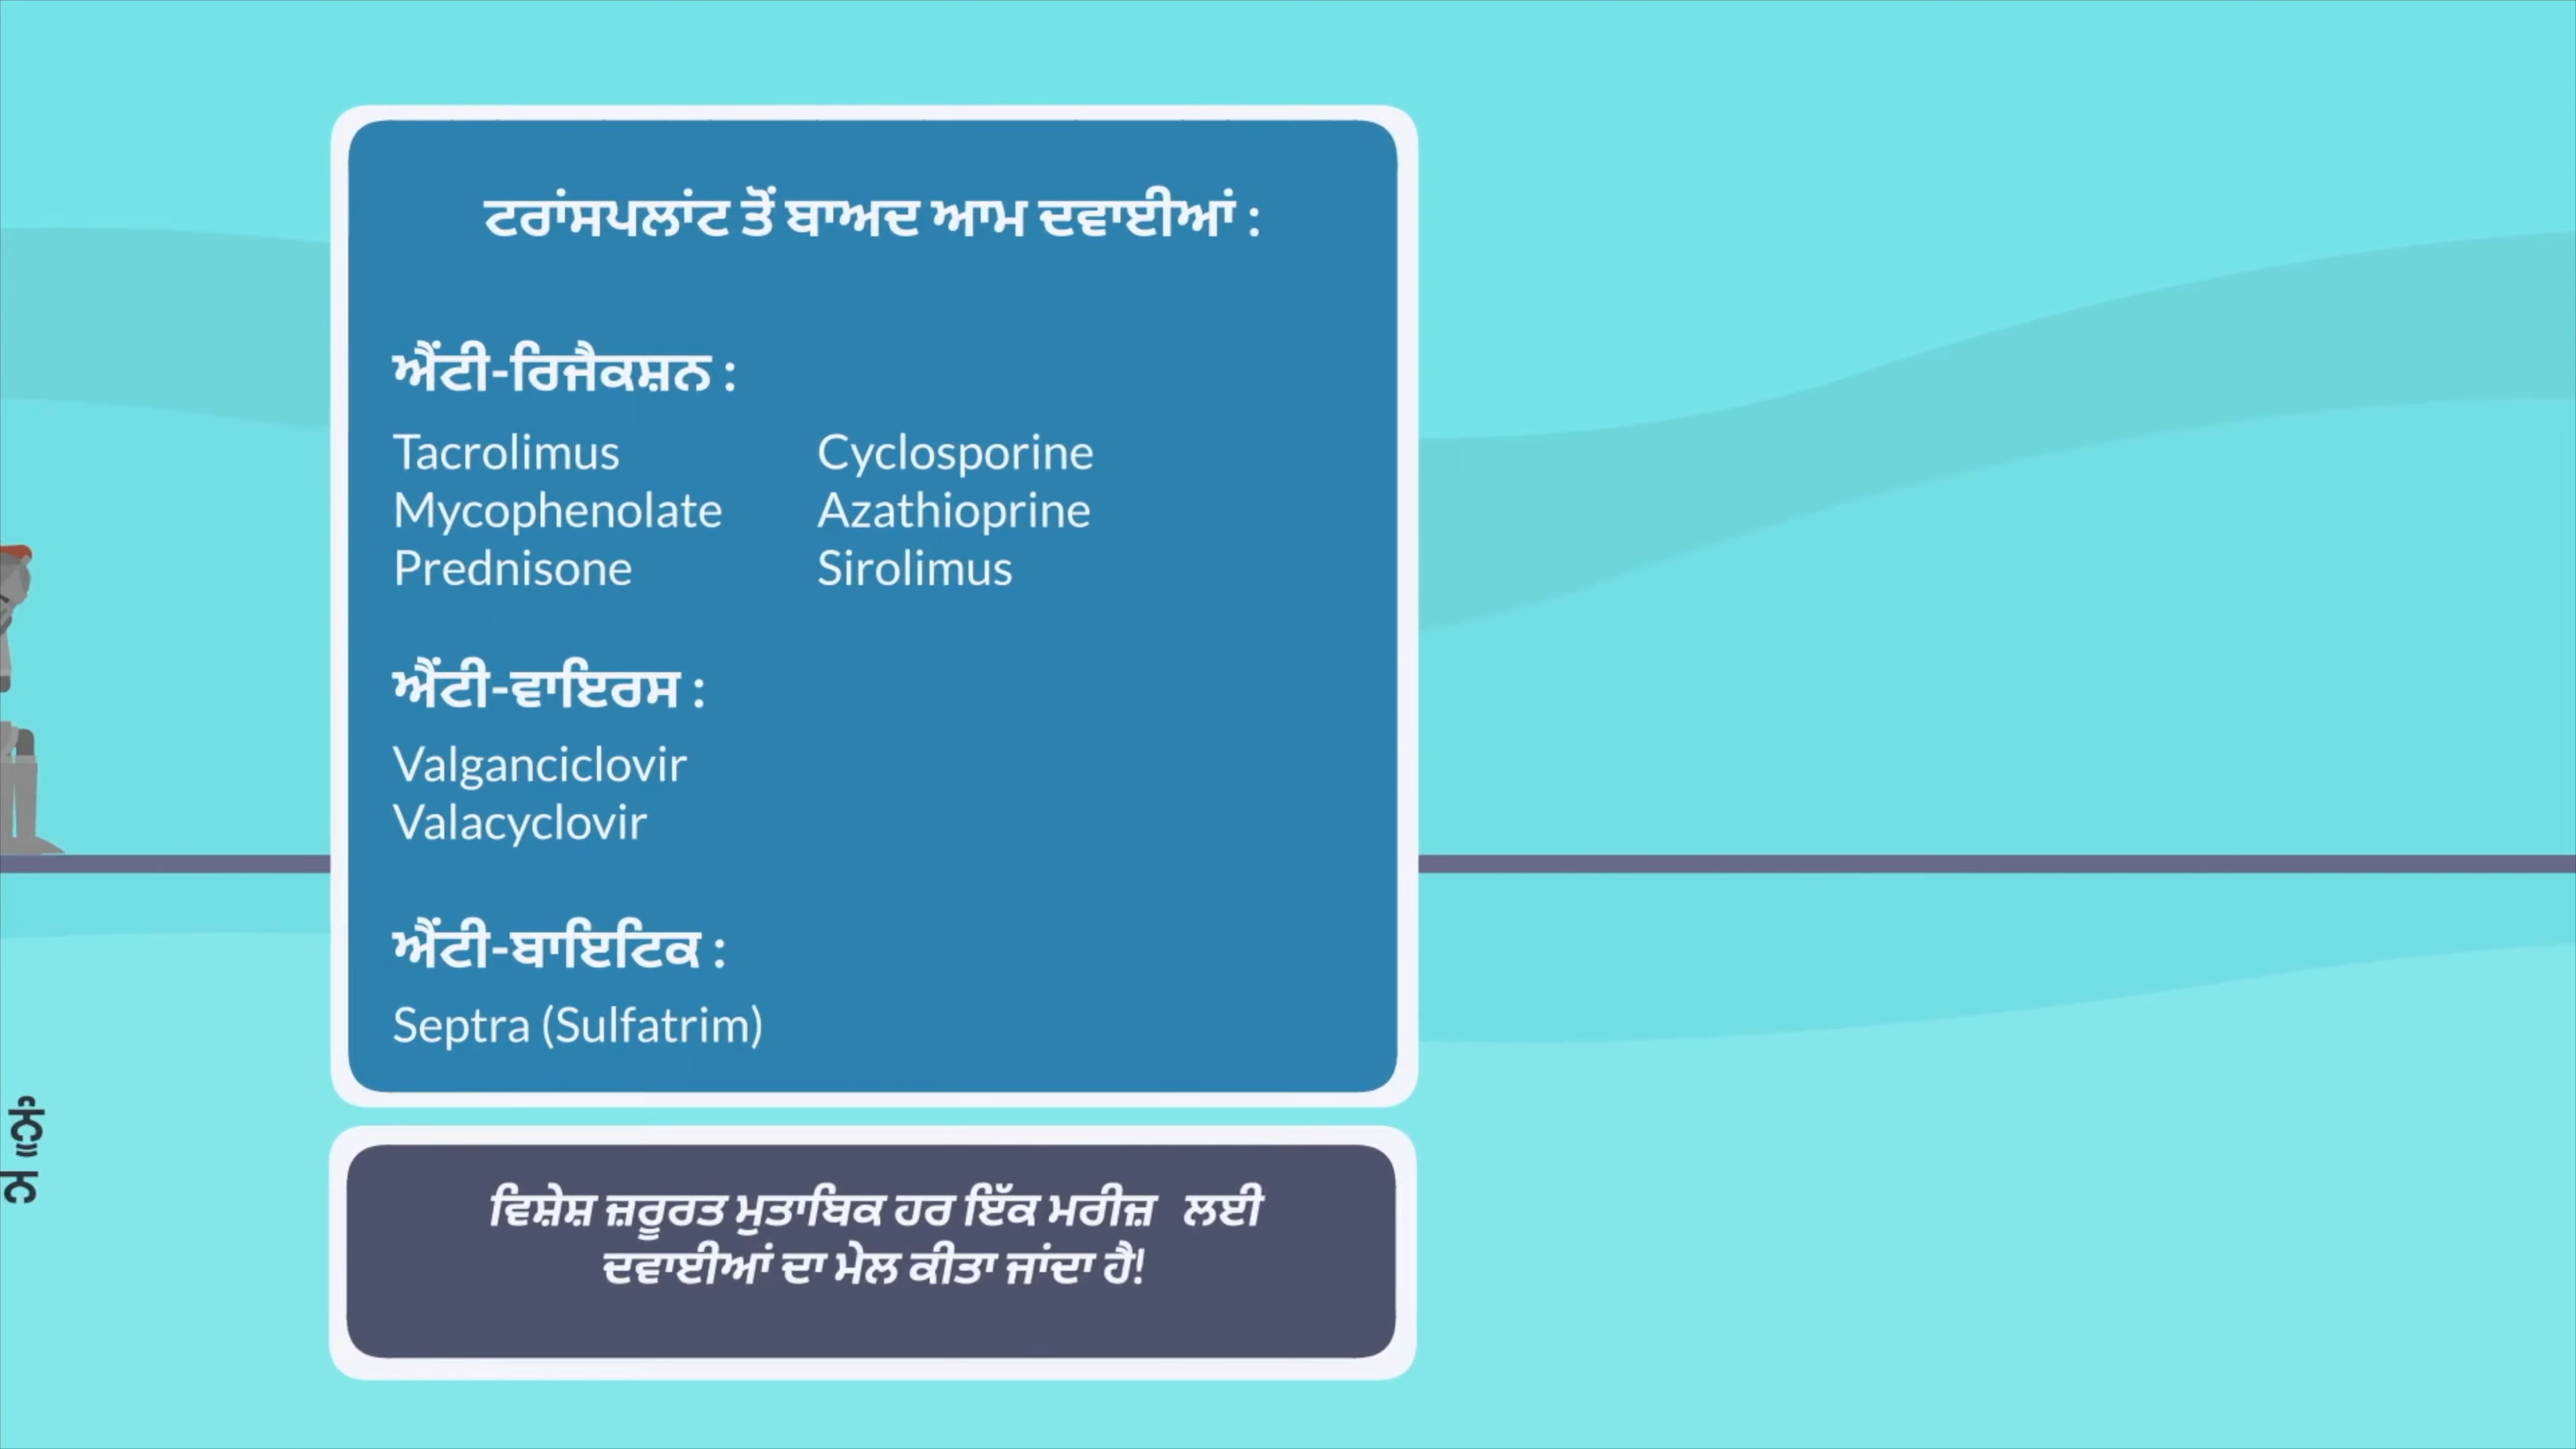 ਟਰਾਂਸਪਲਾਂਟ ਤੋਂ ਬਾਅਦ ਆਮ ਦਵਾਈਆਂ :
ਐਂਟੀ-ਰਿਜੈਕਸ਼ਨ :
Tacrolimus Cyclosporine
Mycophenolate Azathioprine
Prednisone Sirolimus
ਐਂਟੀ-ਵਾਇਰਸ :
Valganciclovir
Valacyclovir
ਐਂਟੀ-ਬਾਇਟਿਕ :
Septra (Sulfatrim)
ਵਿਸ਼ੇਸ਼ ਜ਼ਰੂਰਤ ਮੁਤਾਬਿਕ ਹਰ ਇੱਕ ਮਰੀਜ਼ ਲਈ
ਦਵਾਈਆਂ ਦਾ ਮੇਲ ਕੀਤਾ ਜਾਂਦਾ ਹੈ!